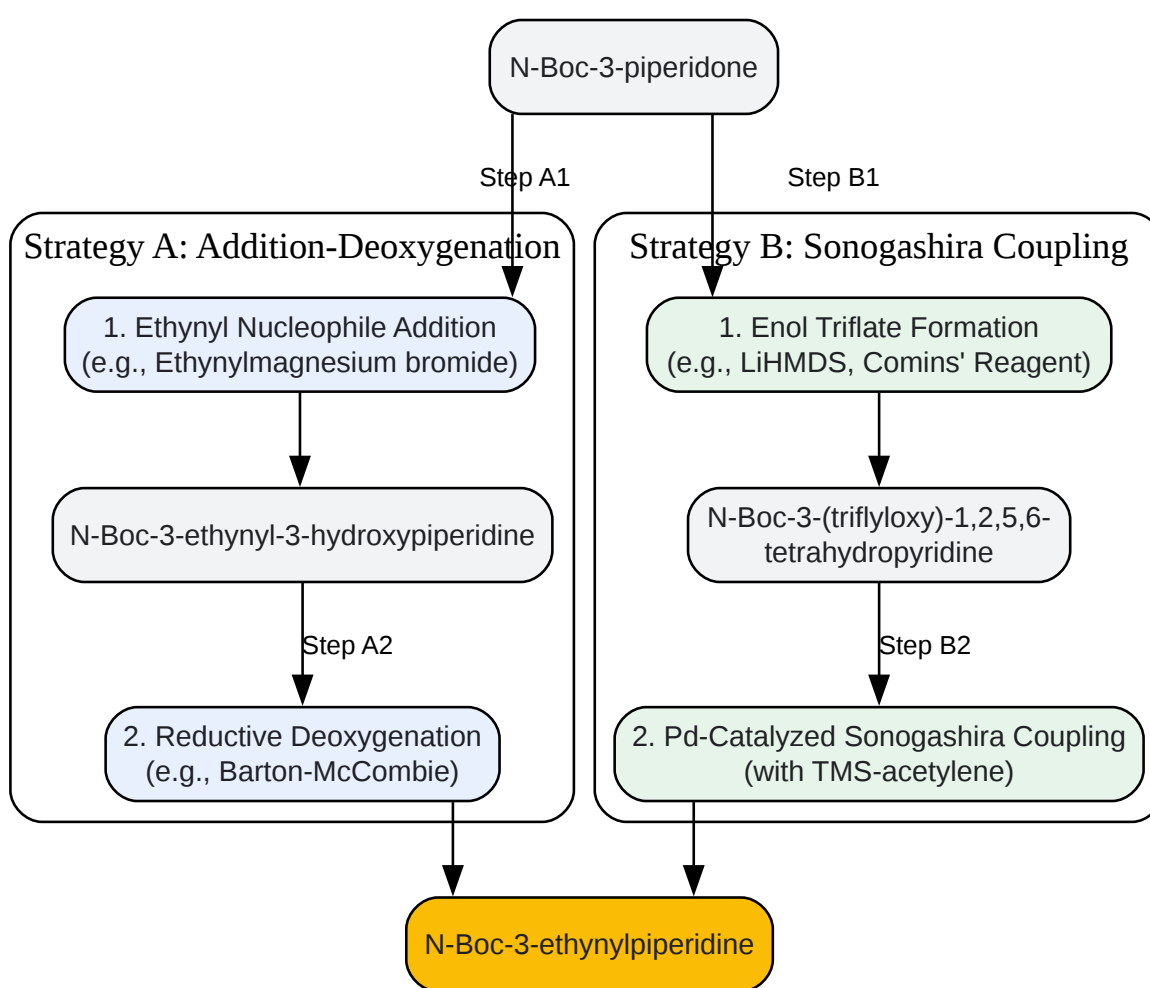 N-Boc-3-piperidone
Step A1
Step B1
Strategy A: Addition-Deoxygenation
Strategy B: Sonogashira Coupling
1. Ethynyl Nucleophile Addition
(e.g., Ethynylmagnesium bromide)
1. Enol Triflate Formation
(e.g., LiHMDS, Comins' Reagent)
N-Boc-3-ethynyl-3-hydroxypiperidine
N-Boc-3-(triflyloxy)-1,2,5,6-
tetrahydropyridine
Step A2
Step B2
2. Reductive Deoxygenation
(e.g., Barton-McCombie)
2. Pd-Catalyzed Sonogashira Coupling
(with TMS-acetylene)
N-Boc-3-ethynylpiperidine